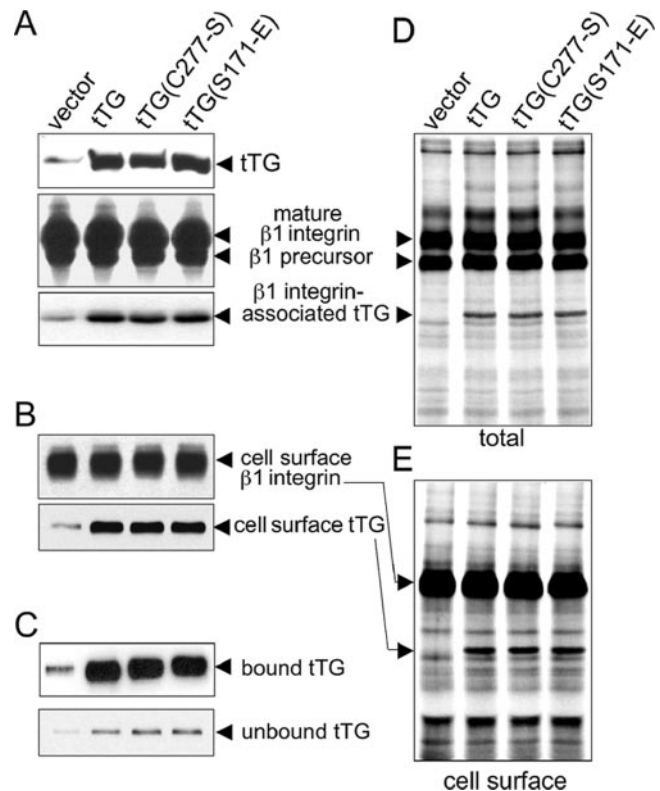 A
vector
tTG
tTG(C277-S)
tTG(S171-E)
tTG
mature
β1 integrin
β1 precursor
β1 integrin-
associated tTG
B
cell surface
β1 integrin
cell surface tTG
C
bound tTG
unbound tTG
D
vector
tTG
tTG(C277-S)
tTG(S171-E)
total
E
cell surface